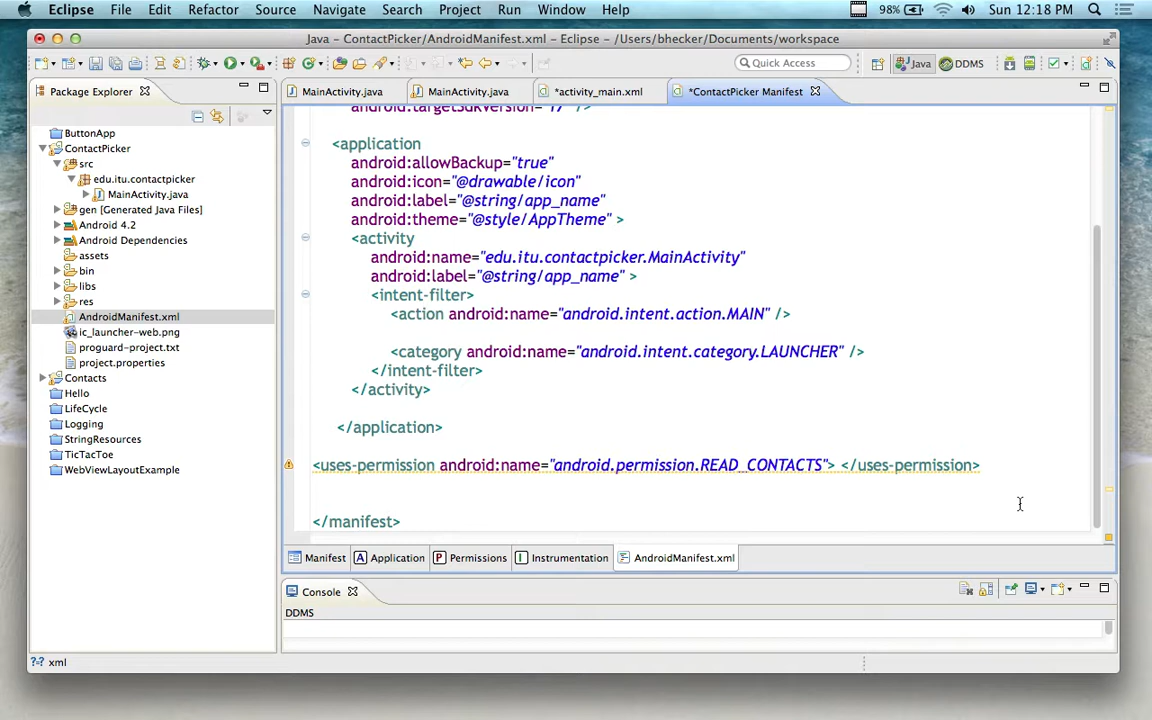 Eclipse File Edit Refactor Source Navigate Search Project Run Window Help 98% Sun 12:18 PM
Java – ContactPicker/AndroidManifest.xml – Eclipse – /Users/bhecker/Documents/workspace
Quick Access Java DDMS
Package Explorer
MainActivity.java MainActivity.java *activity_main.xml *ContactPicker Manifest
ButtonApp
ContactPicker
src
edu.itu.contactpicker
MainActivity.java
gen [Generated Java Files]
Android 4.2
Android Dependencies
assets
bin
libs
res
AndroidManifest.xml
ic_launcher-web.png
proguard-project.txt
project.properties
Contacts
Hello
LifeCycle
Logging
StringResources
TicTacToe
WebViewLayoutExample
android:targetSdkVersion="17" />
<application
android:allowBackup="true"
android:icon="@drawable/icon"
android:label="@string/app_name"
android:theme="@style/AppTheme" >
<activity
android:name="edu.itu.contactpicker.MainActivity"
android:label="@string/app_name" >
<intent-filter>
<action android:name="android.intent.action.MAIN" />
<category android:name="android.intent.category.LAUNCHER" />
</intent-filter>
</activity>
</application>
<uses-permission android:name="android.permission.READ_CONTACTS"> </uses-permission>
</manifest>
Manifest A Application P Permissions I Instrumentation AndroidManifest.xml
Console
DDMS
xml